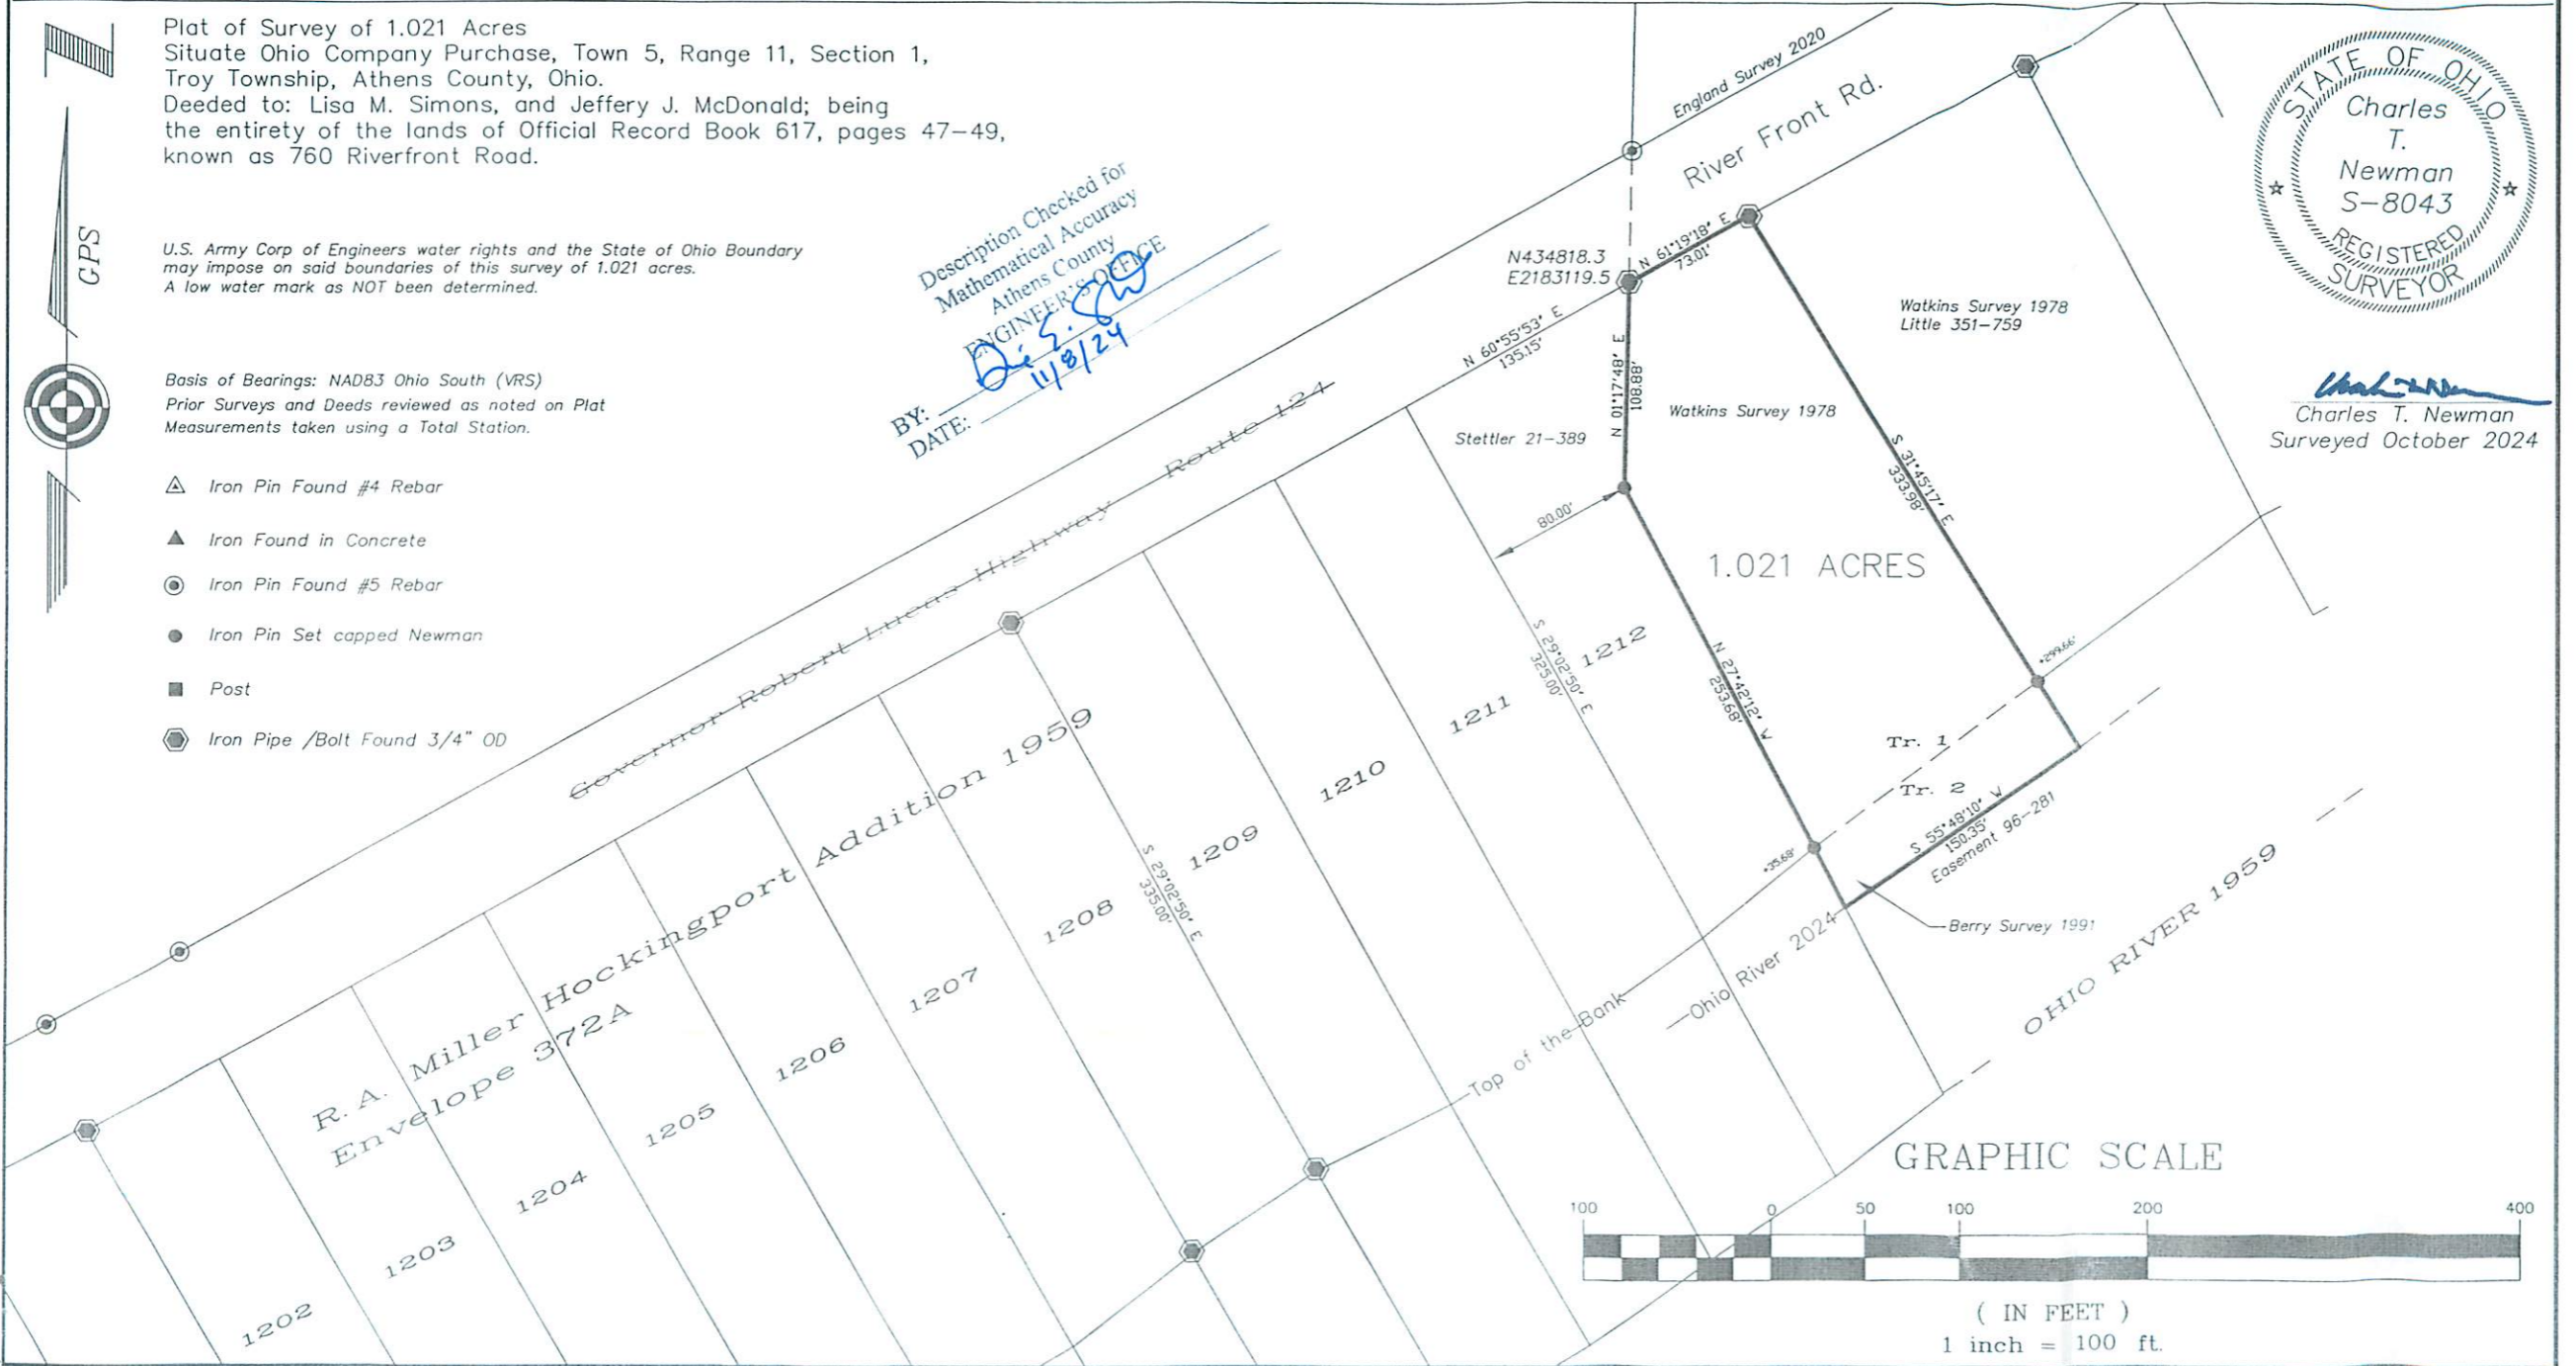 Plat of Survey of 1.021 Acres
Situate Ohio Company Purchase, Town 5, Range 11, Section 1,
Troy Township, Athens County, Ohio.
Deeded to: Lisa M. Simons, and Jeffery J. McDonald; being
the entirety of the lands of Official Record Book 617, pages 47-49,
known as 760 Riverfront Road.
GPS
U.S. Army Corp of Engineers water rights and the State of Ohio Boundary
may impose on said boundaries of this survey of 1.021 acres.
A low water mark as NOT been determined.
Basis of Bearings: NAD83 Ohio South (VRS)
Prior Surveys and Deeds reviewed as noted on Plat
Measurements taken using a Total Station.
Iron Pin Found #4 Rebar
Iron Found in Concrete
Iron Pin Found #5 Rebar
Iron Pin Set capped Newman
Post
Iron Pipe /Bolt Found 3/4" OD
Description Checked for
Mathematical Accuracy
Athens County
ENGINEER'S OFFICE
BY:
DATE: 11/8/24
England Survey 2020
River Front Rd.
N434818.3
E2183119.5
N 61°19'18" E
73.01'
N 60°55'53" E
135.15'
N 01°17'48" E
108.88'
Stettler 21-389
Watkins Survey 1978
Watkins Survey 1978
Little 351-759
S 31°45'17" E
333.98'
80.00'
1.021 ACRES
N 27°42'12" W
253.68'
+299.66'
+35.68'
Tr. 1
Tr. 2
S 55°48'10" W
150.35'
Easement 96-281
Berry Survey 1991
Ohio River 2024
OHIO RIVER 1959
Top of the Bank
Governor Robert Lucas Highway Route 124
R.A. Miller Hockingport Addition 1959
Envelope 372A
S 29°02'50" E
325.00'
S 29°02'50" E
335.00'
1202
1203
1204
1205
1206
1207
1208
1209
1210
1211
1212
STATE OF OHIO
Charles
T.
Newman
S-8043
REGISTERED
SURVEYOR
Charles T. Newman
Surveyed October 2024
GRAPHIC SCALE
100 0 50 100 200 400
( IN FEET )
1 inch = 100 ft.